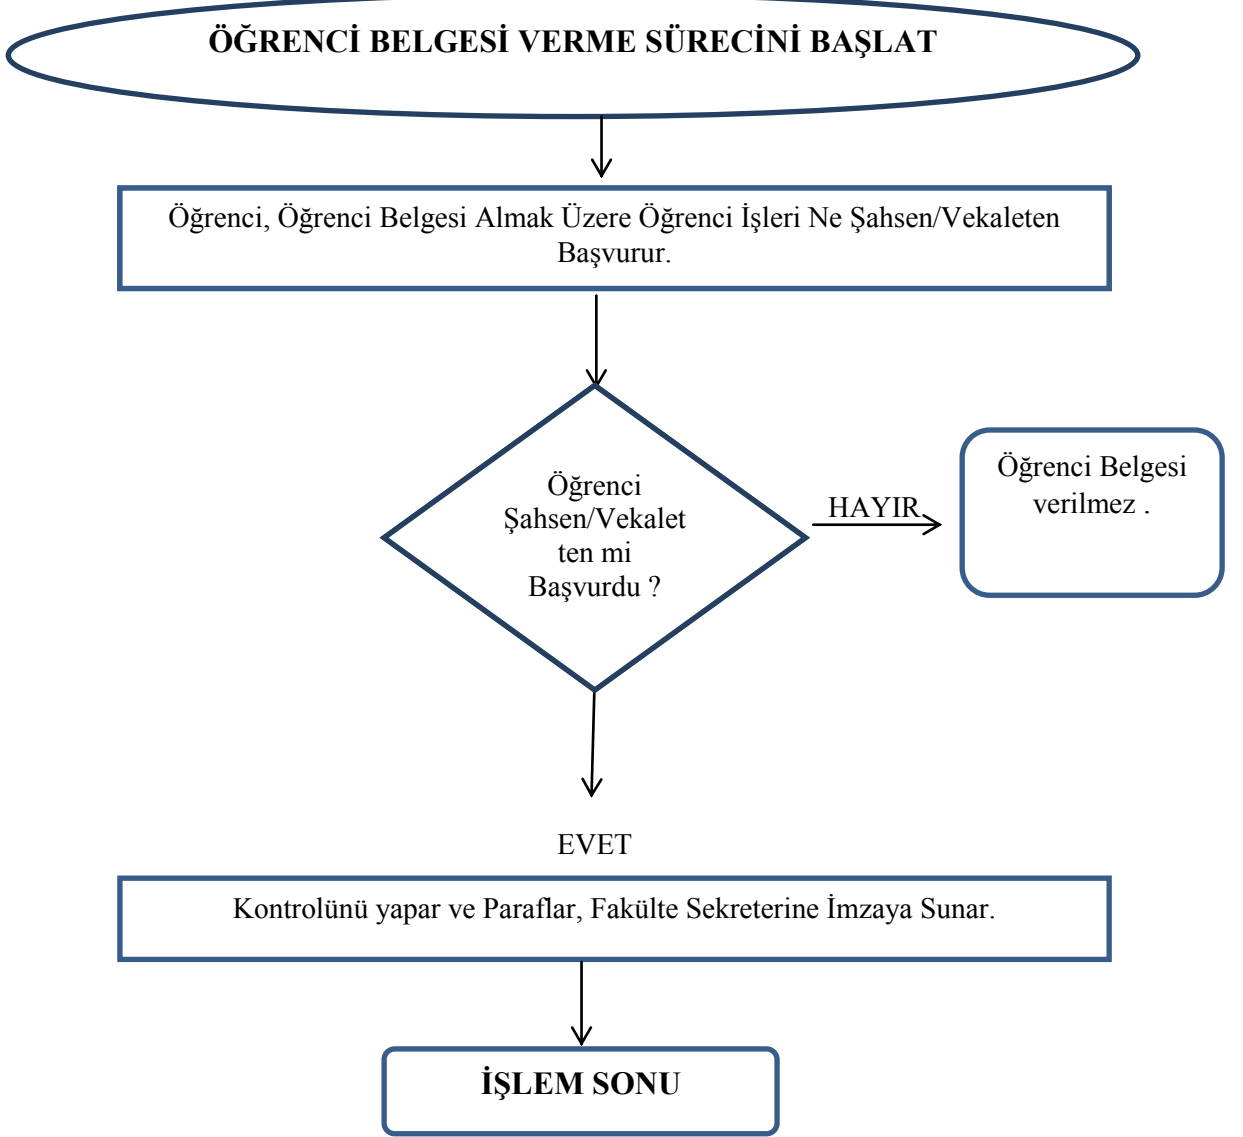 ÖĞRENCİ BELGESİ VERME SÜRECİNİ BAŞLAT
Öğrenci, Öğrenci Belgesi Almak Üzere Öğrenci İşleri Ne Şahsen/Vekaleten
Başvurur.
Öğrenci
Şahsen/Vekalet
ten mi
Başvurdu ?
HAYIR
Öğrenci Belgesi
verilmez .
EVET
Kontrolünü yapar ve Paraflar, Fakülte Sekreterine İmzaya Sunar.
İŞLEM SONU